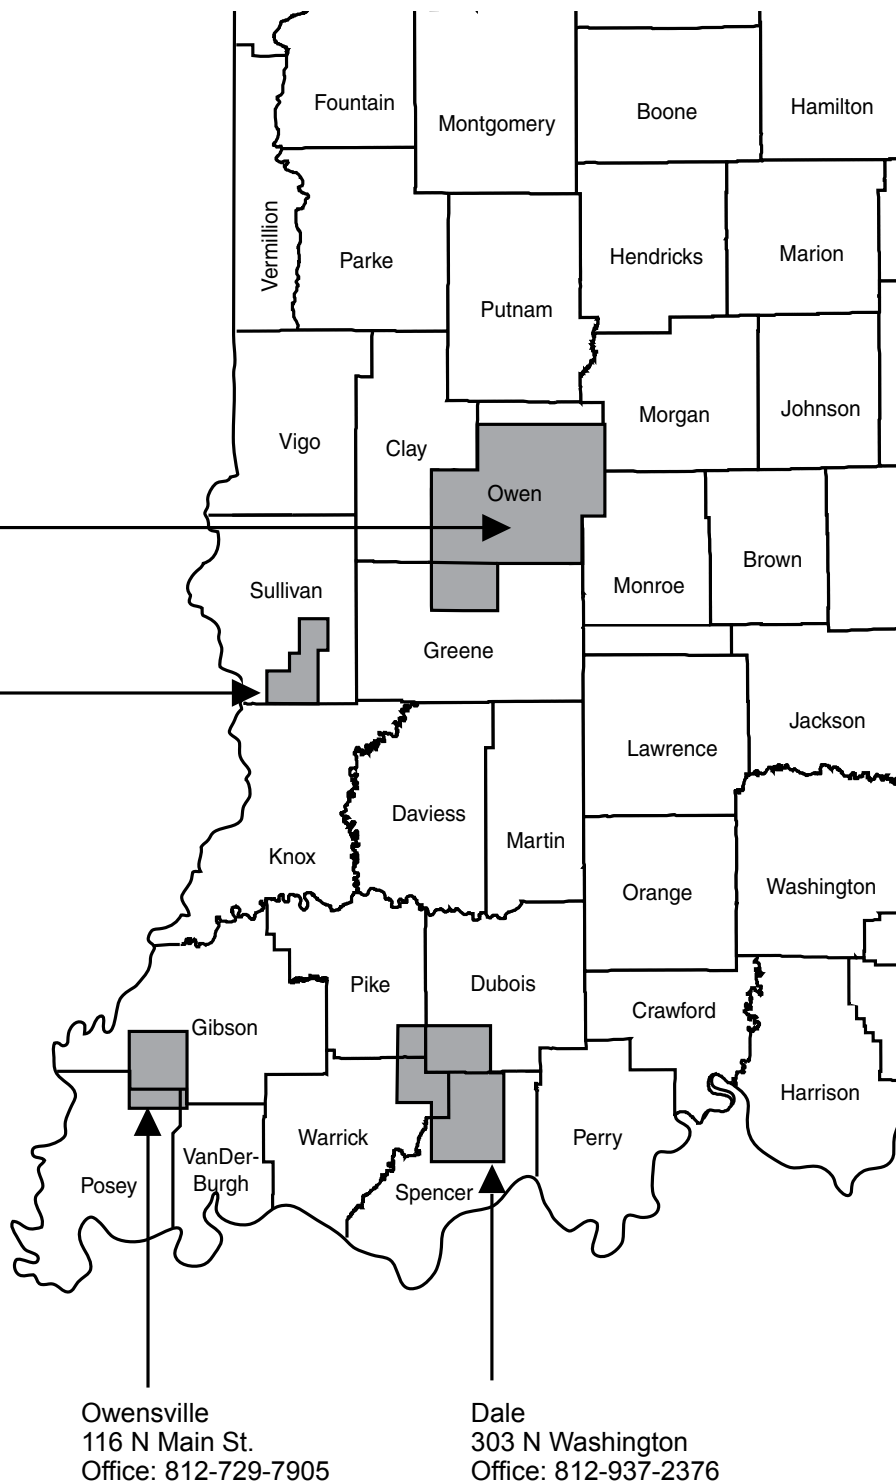 Fountain
Montgomery
Boone
Hamilton
Vermillion
Parke
Putnam
Hendricks
Marion
Vigo
Clay
Morgan
Johnson
Owen
Sullivan
Monroe
Brown
Greene
Lawrence
Jackson
Knox
Daviess
Martin
Orange
Washington
Gibson
Pike
Dubois
Crawford
Harrison
Posey
VanDer-
Burgh
Warrick
Spencer
Perry
Owensville
116 N Main St.
Office: 812-729-7905
Dale
303 N Washington
Office: 812-937-2376